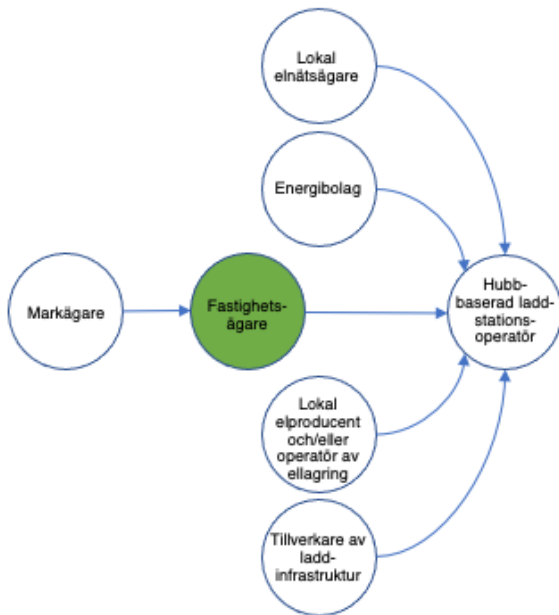 Lokal
elnätsägare
Energibolag
Markägare
Fastighets-
ägare
Hubb-
baserad ladd-
stations-
operatör
Lokal
elproducent
och/eller
operatör av
ellagring
Tillverkare av
ladd-
infrastruktur